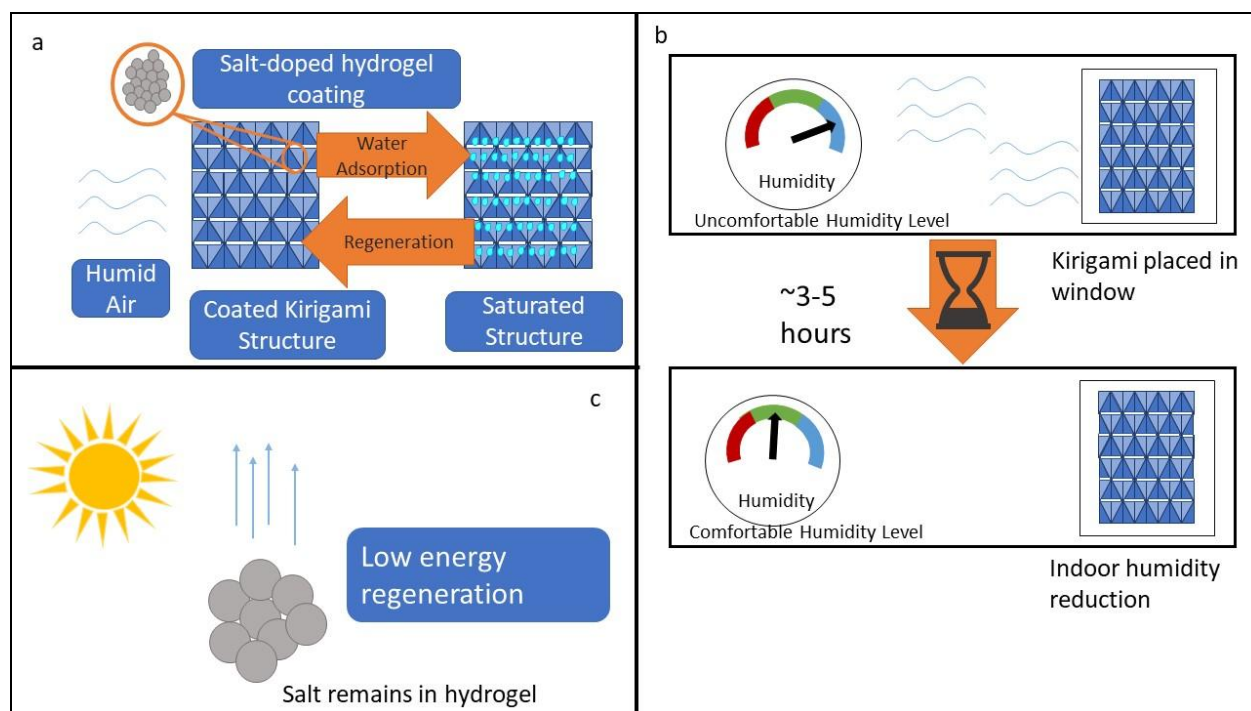 a
Salt-doped hydrogel
coating
Water
Adsorption
Regeneration
Humid
Air
Coated Kirigami
Structure
Saturated
Structure
b
Humidity
Uncomfortable Humidity Level
Kirigami placed in
window
~3-5
hours
Humidity
Comfortable Humidity Level
Indoor humidity
reduction
c
Low energy
regeneration
Salt remains in hydrogel